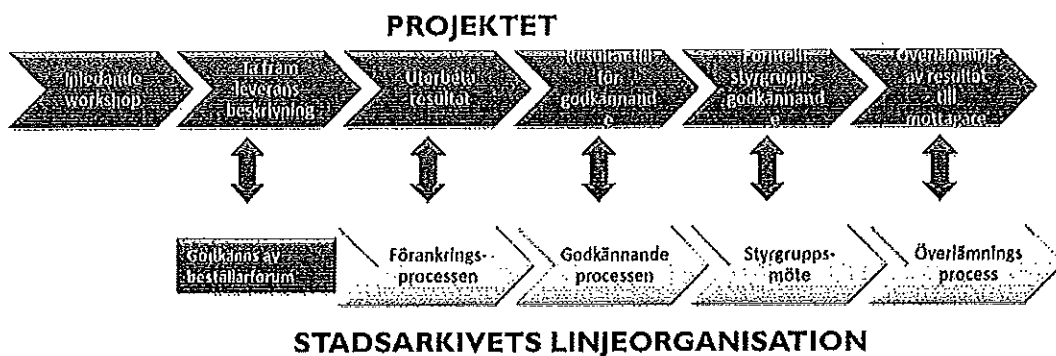 PROJEKTET
Inledande
workshop
Ta fram
leverans
beskrivning
Utarbeta
resultat
Resultat till
för
godkännand
e
Formell
styrgrupps
godkännand
e
Överlämning
av resultat
till
mottagare
Godkänns av
beställarforum
Förankrings-
processen
Godkännande
processen
Styrgrupps-
möte
Överlämnings
process
STADSARKIVETS LINJEORGANISATION